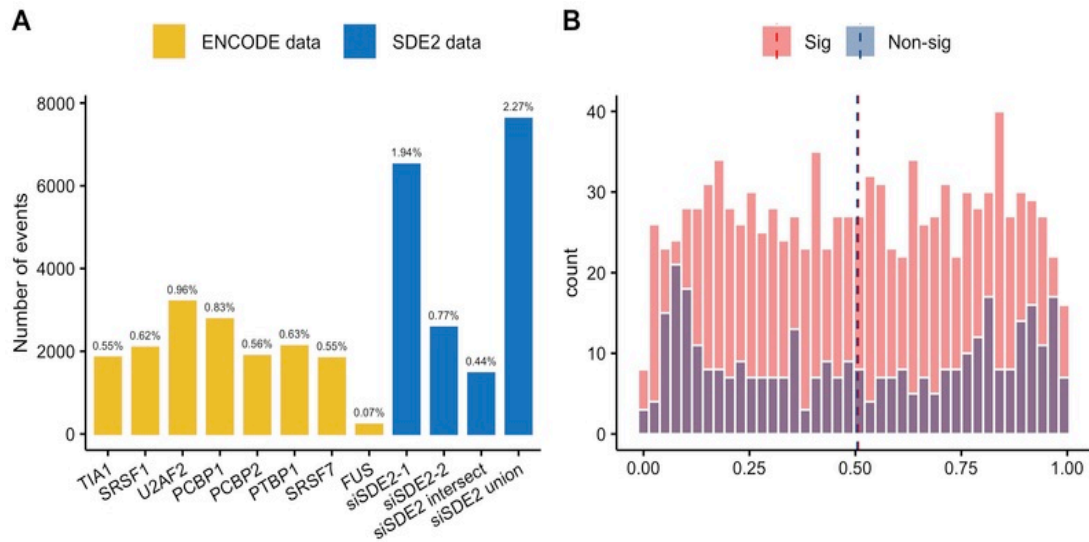 A
ENCODE data
SDE2 data
Number of events
8000
6000
4000
2000
0
0.55%
0.62%
0.96%
0.83%
0.56%
0.63%
0.55%
0.07%
1.94%
0.77%
0.44%
2.27%
TIA1
SRSF1
U2AF2
PCBP1
PCBP2
PTBP1
SRSF7
FUS
siSDE2-1
siSDE2-2
siSDE2 intersect
siSDE2 union
B
Sig
Non-sig
count
40
30
20
10
0
0.00
0.25
0.50
0.75
1.00